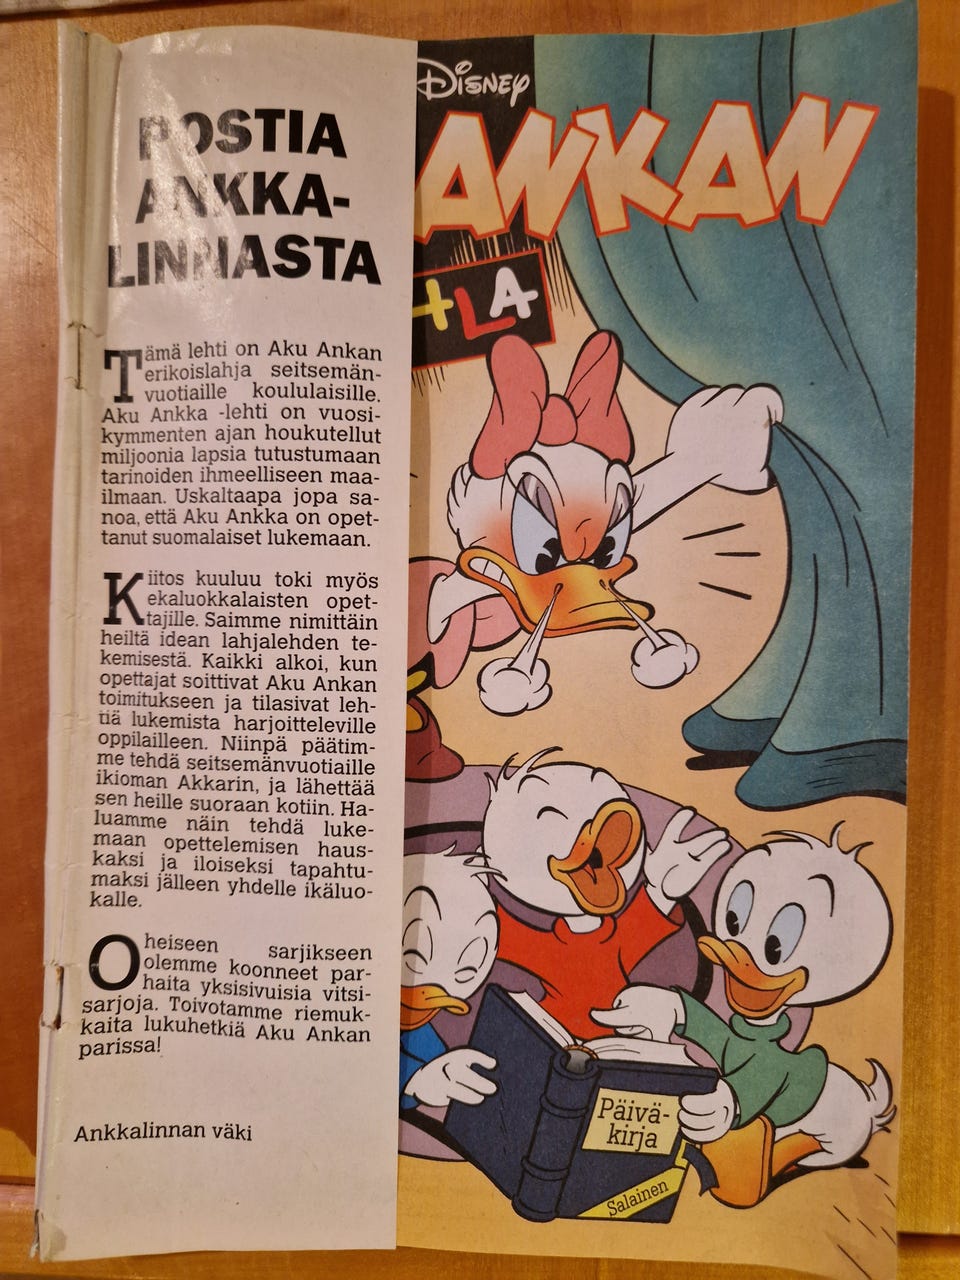 POSTIA
ANKKA-
LINNASTA
Tämä lehti on Aku Ankan
erikoislahja seitsemän-
vuotiaille koululaisille.
Aku Ankka -lehti on vuosi-
kymmenten ajan houkutellut
miljoonia lapsia tutustumaan
tarinoiden ihmeelliseen maa-
ilmaan. Uskaltaapa jopa sa-
noa, että Aku Ankka on opet-
tanut suomalaiset lukemaan.
Kiitos kuuluu toki myös
ekaluokkalaisten opet-
tajille. Saimme nimittäin
heiltä idean lahjalehden te-
kemisestä. Kaikki alkoi, kun
opettajat soittivat Aku Ankan
toimitukseen ja tilasivat leh-
tiä lukemista harjoitteleville
oppilailleen. Niinpä päätim-
me tehdä seitsemänvuotiaille
ikioman Akkarin, ja lähettää
sen heille suoraan kotiin. Ha-
luamme näin tehdä luke-
maan opettelemisen haus-
kaksi ja iloiseksi tapahtu-
maksi jälleen yhdelle ikäluo-
kalle.
Oheiseen sarjikseen
olemme koonneet par-
haita yksisivuisia vitsi-
sarjoja. Toivotamme riemuk-
kaita lukuhetkiä Aku Ankan
parissa!
Ankkalinnan väki
Disney
ANKAN
LA
Päivä-
kirja
Salainen